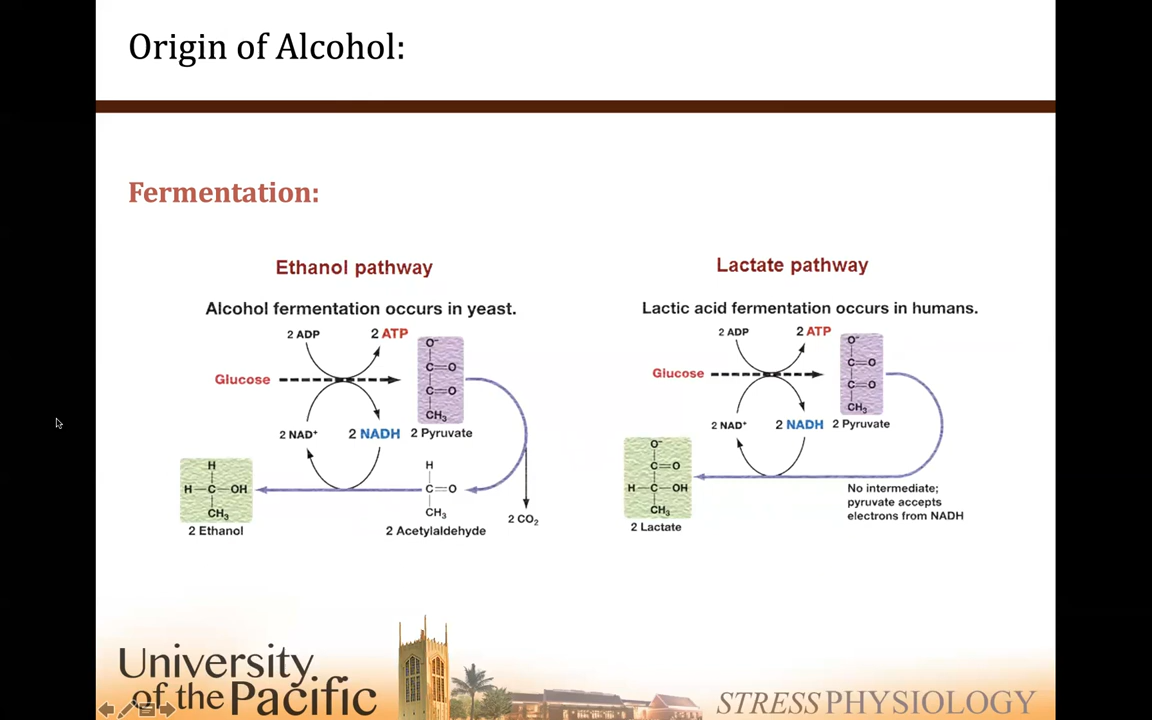 Origin of Alcohol:
Fermentation:
Ethanol pathway
Alcohol fermentation occurs in yeast.
2 ADP
2 ATP
Glucose
O⁻
C=O
C=O
CH₃
2 NAD⁺
2 NADH
2 Pyruvate
H
H–C–OH
CH₃
2 Ethanol
H
C=O
CH₃
2 Acetylaldehyde
2 CO₂
Lactate pathway
Lactic acid fermentation occurs in humans.
2 ADP
2 ATP
Glucose
O⁻
C=O
C=O
CH₃
2 NAD⁺
2 NADH
2 Pyruvate
O⁻
C=O
H–C–OH
CH₃
2 Lactate
No intermediate;
pyruvate accepts
electrons from NADH
University
of the Pacific
STRESS PHYSIOLOGY